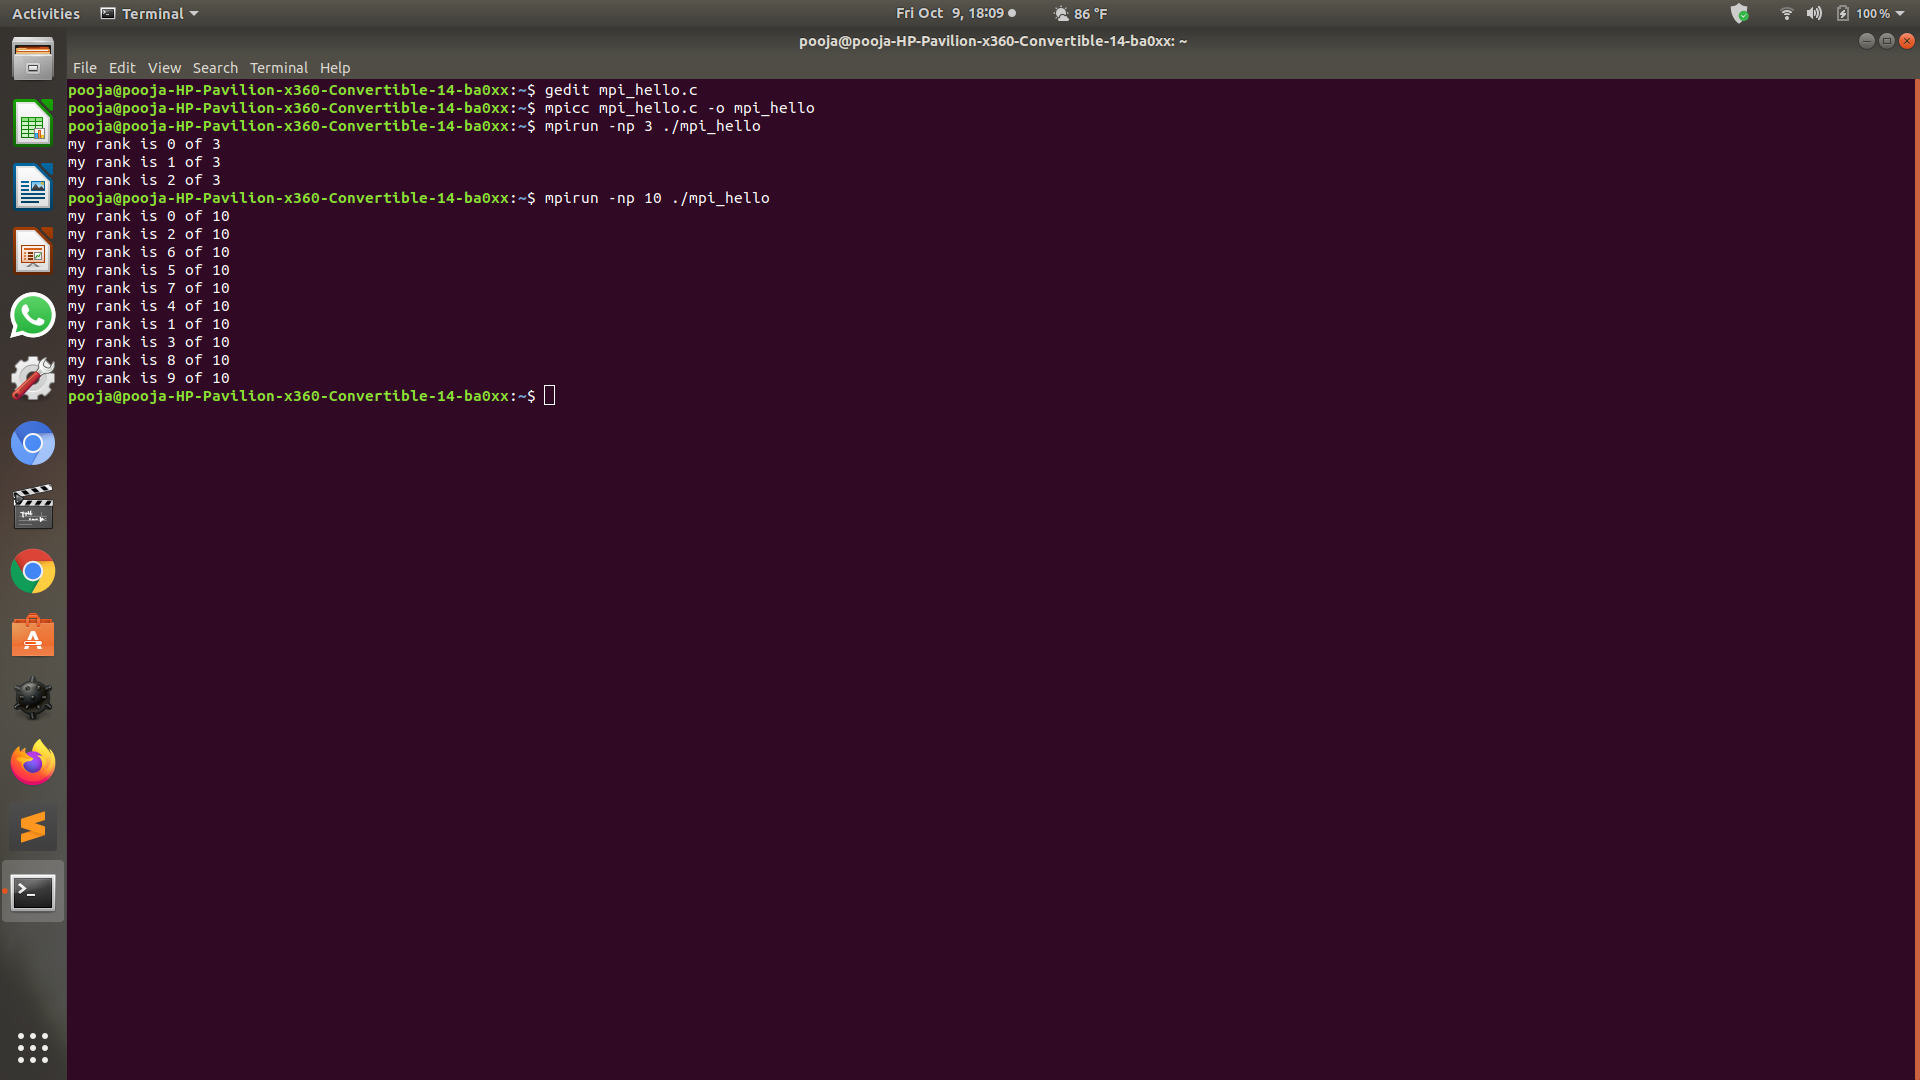 Activities Terminal Fri Oct 9, 18:09 86 °F 100 %
pooja@pooja-HP-Pavilion-x360-Convertible-14-ba0xx: ~
File Edit View Search Terminal Help
pooja@pooja-HP-Pavilion-x360-Convertible-14-ba0xx:~$ gedit mpi_hello.c
pooja@pooja-HP-Pavilion-x360-Convertible-14-ba0xx:~$ mpicc mpi_hello.c -o mpi_hello
pooja@pooja-HP-Pavilion-x360-Convertible-14-ba0xx:~$ mpirun -np 3 ./mpi_hello
my rank is 0 of 3
my rank is 1 of 3
my rank is 2 of 3
pooja@pooja-HP-Pavilion-x360-Convertible-14-ba0xx:~$ mpirun -np 10 ./mpi_hello
my rank is 0 of 10
my rank is 2 of 10
my rank is 6 of 10
my rank is 5 of 10
my rank is 7 of 10
my rank is 4 of 10
my rank is 1 of 10
my rank is 3 of 10
my rank is 8 of 10
my rank is 9 of 10
pooja@pooja-HP-Pavilion-x360-Convertible-14-ba0xx:~$